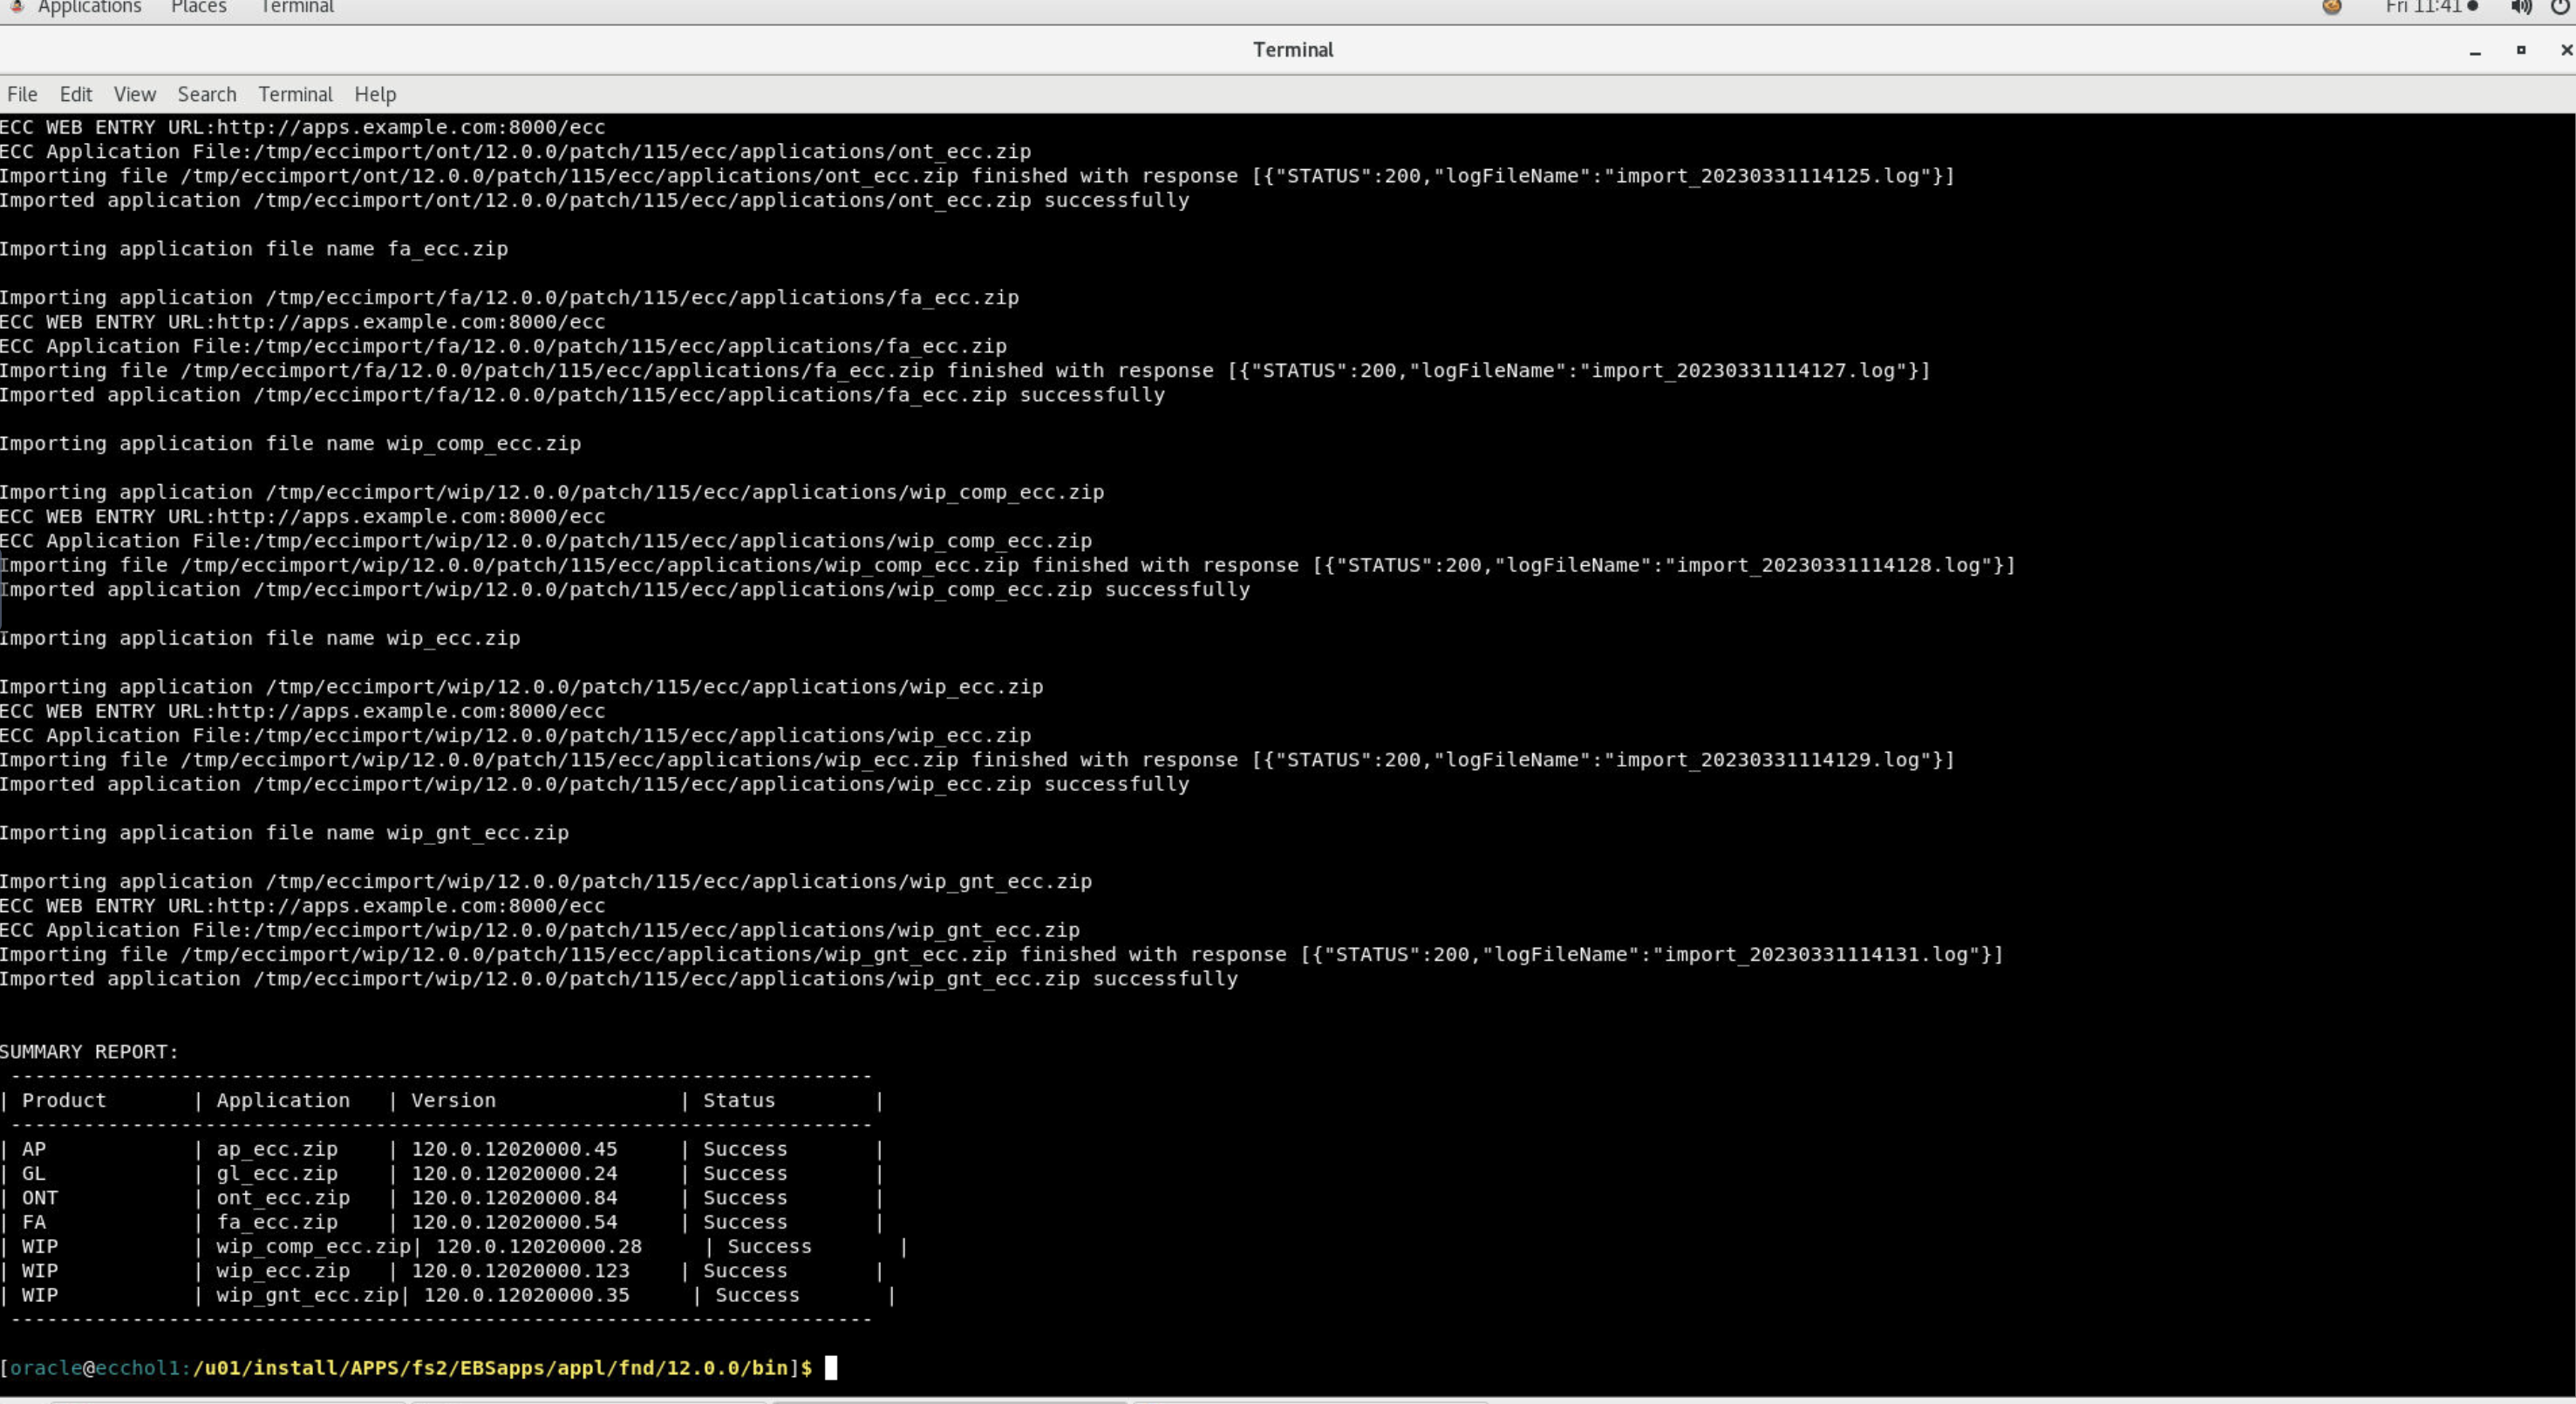 Applications Places Terminal Fri 11:41
Terminal
File Edit View Search Terminal Help
ECC WEB ENTRY URL:http://apps.example.com:8000/ecc
ECC Application File:/tmp/eccimport/ont/12.0.0/patch/115/ecc/applications/ont_ecc.zip
Importing file /tmp/eccimport/ont/12.0.0/patch/115/ecc/applications/ont_ecc.zip finished with response [{"STATUS":200,"logFileName":"import_20230331114125.log"}]
Imported application /tmp/eccimport/ont/12.0.0/patch/115/ecc/applications/ont_ecc.zip successfully
Importing application file name fa_ecc.zip
Importing application /tmp/eccimport/fa/12.0.0/patch/115/ecc/applications/fa_ecc.zip
ECC WEB ENTRY URL:http://apps.example.com:8000/ecc
ECC Application File:/tmp/eccimport/fa/12.0.0/patch/115/ecc/applications/fa_ecc.zip
Importing file /tmp/eccimport/fa/12.0.0/patch/115/ecc/applications/fa_ecc.zip finished with response [{"STATUS":200,"logFileName":"import_20230331114127.log"}]
Imported application /tmp/eccimport/fa/12.0.0/patch/115/ecc/applications/fa_ecc.zip successfully
Importing application file name wip_comp_ecc.zip
Importing application /tmp/eccimport/wip/12.0.0/patch/115/ecc/applications/wip_comp_ecc.zip
ECC WEB ENTRY URL:http://apps.example.com:8000/ecc
ECC Application File:/tmp/eccimport/wip/12.0.0/patch/115/ecc/applications/wip_comp_ecc.zip
Importing file /tmp/eccimport/wip/12.0.0/patch/115/ecc/applications/wip_comp_ecc.zip finished with response [{"STATUS":200,"logFileName":"import_20230331114128.log"}]
Imported application /tmp/eccimport/wip/12.0.0/patch/115/ecc/applications/wip_comp_ecc.zip successfully
Importing application file name wip_ecc.zip
Importing application /tmp/eccimport/wip/12.0.0/patch/115/ecc/applications/wip_ecc.zip
ECC WEB ENTRY URL:http://apps.example.com:8000/ecc
ECC Application File:/tmp/eccimport/wip/12.0.0/patch/115/ecc/applications/wip_ecc.zip
Importing file /tmp/eccimport/wip/12.0.0/patch/115/ecc/applications/wip_ecc.zip finished with response [{"STATUS":200,"logFileName":"import_20230331114129.log"}]
Imported application /tmp/eccimport/wip/12.0.0/patch/115/ecc/applications/wip_ecc.zip successfully
Importing application file name wip_gnt_ecc.zip
Importing application /tmp/eccimport/wip/12.0.0/patch/115/ecc/applications/wip_gnt_ecc.zip
ECC WEB ENTRY URL:http://apps.example.com:8000/ecc
ECC Application File:/tmp/eccimport/wip/12.0.0/patch/115/ecc/applications/wip_gnt_ecc.zip
Importing file /tmp/eccimport/wip/12.0.0/patch/115/ecc/applications/wip_gnt_ecc.zip finished with response [{"STATUS":200,"logFileName":"import_20230331114131.log"}]
Imported application /tmp/eccimport/wip/12.0.0/patch/115/ecc/applications/wip_gnt_ecc.zip successfully
SUMMARY REPORT:
-----------------------------------------------------------------------
| Product | Application | Version | Status |
-----------------------------------------------------------------------
| AP | ap_ecc.zip | 120.0.12020000.45 | Success |
| GL | gl_ecc.zip | 120.0.12020000.24 | Success |
| ONT | ont_ecc.zip | 120.0.12020000.84 | Success |
| FA | fa_ecc.zip | 120.0.12020000.54 | Success |
| WIP | wip_comp_ecc.zip| 120.0.12020000.28 | Success |
| WIP | wip_ecc.zip | 120.0.12020000.123 | Success |
| WIP | wip_gnt_ecc.zip| 120.0.12020000.35 | Success |
-----------------------------------------------------------------------
[oracle@ecchol1:/u01/install/APPS/fs2/EBSapps/appl/fnd/12.0.0/bin]$